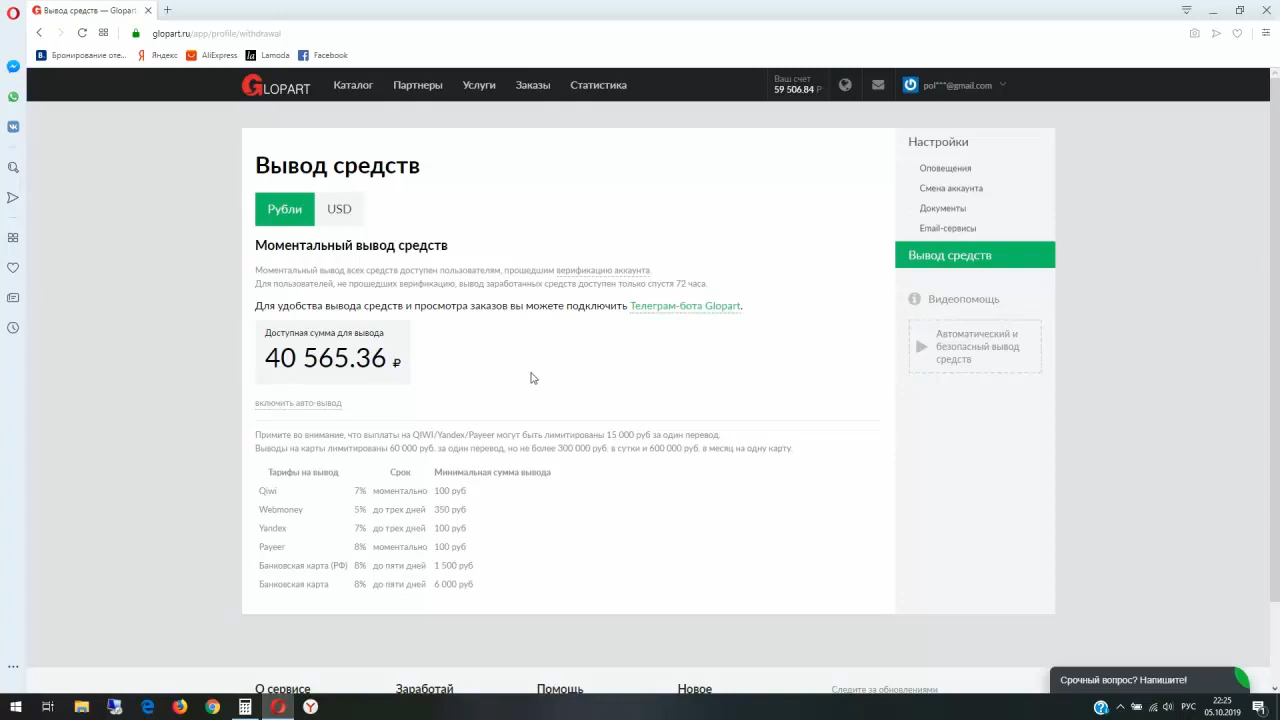 Вывод средств — Glopart
glopart.ru/app/profile/withdrawal
Бронирование оте...
Яндекс
AliExpress
Lamoda
Facebook
GLOPART
Каталог
Партнеры
Услуги
Заказы
Статистика
Ваш счет
59 506.84 Р
pol***@gmail.com
Вывод средств
Рубли
USD
Моментальный вывод средств
Моментальный вывод всех средств доступен пользователям, прошедшим верификацию аккаунта.
Для пользователей, не прошедших верификацию, вывод заработанных средств доступен только спустя 72 часа.
Для удобства вывода средств и просмотра заказов вы можете подключить Телеграм-бота Glopart.
Доступная сумма для вывода
40 565.36 ₽
включить авто-вывод
Примите во внимание, что выплаты на QIWI/Yandex/Payeer могут быть лимитированы 15 000 руб за один перевод.
Выводы на карты лимитированы 60 000 руб. за один перевод, но не более 300 000 руб. в сутки и 600 000 руб. в месяц на одну карту.
Тарифы на вывод Срок Минимальная сумма вывода
Qiwi 7% моментально 100 руб
Webmoney 5% до трех дней 350 руб
Yandex 7% до трех дней 100 руб
Payeer 8% моментально 100 руб
Банковская карта (РФ) 8% до пяти дней 1 500 руб
Банковская карта 8% до пяти дней 6 000 руб
Настройки
Оповещения
Смена аккаунта
Документы
Email-сервисы
Вывод средств
Видеопомощь
Автоматический и
безопасный вывод
средств
О сервисе
Заработай
Помощь
Новое
Следите за обновлениями
Срочный вопрос? Напишите!
РУС
22:25
05.10.2019